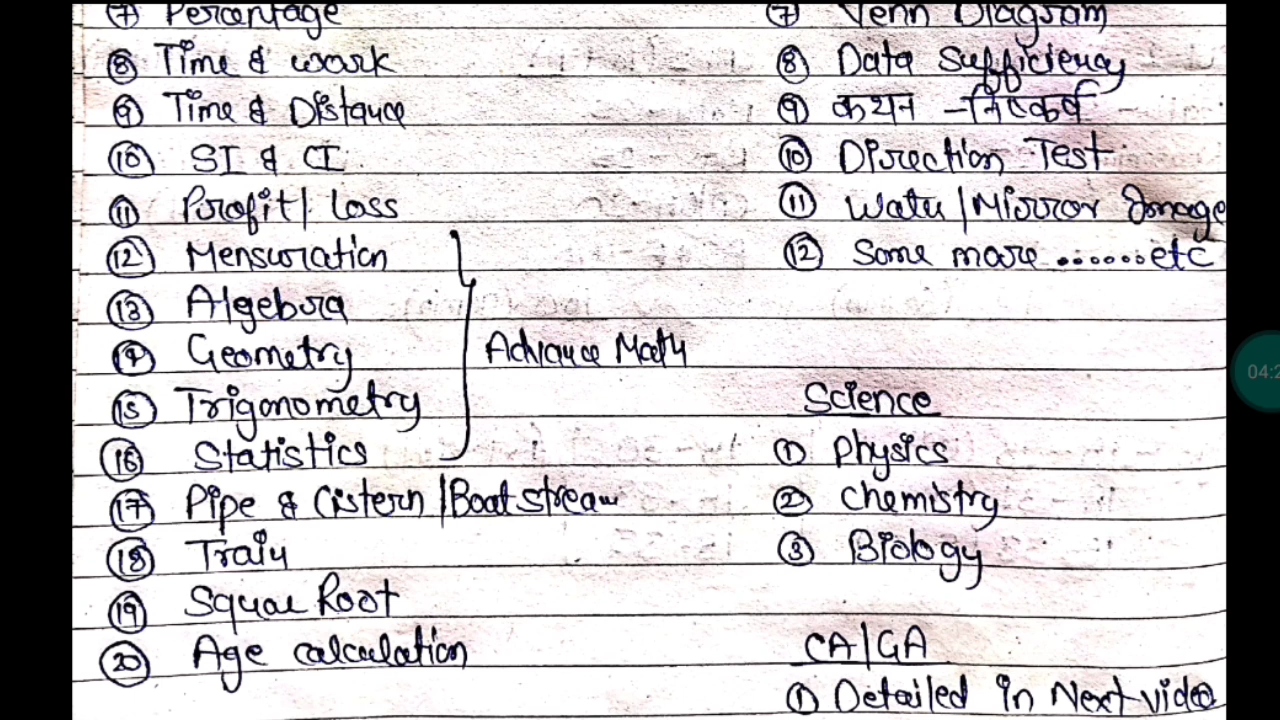 ⑦ Percentage
⑧ Time & work
⑨ Time & Distance
⑩ SI & CI
⑪ Profit/Loss
⑫ Mensuration
⑬ Algebra
⑭ Geometry
⑮ Trigonometry
⑯ Statistics
Advance Math
⑰ Pipe & Cistern/Boat stream
⑱ Train
⑲ Square Root
⑳ Age calculation
⑦ Venn Diagram
⑧ Data Sufficiency
⑨ कथन - निष्कर्ष
⑩ Direction Test
⑪ Water/Mirror Image
⑫ Some more ......etc
Science
① Physics
② Chemistry
③ Biology
CA/GA
① Detailed in Next video